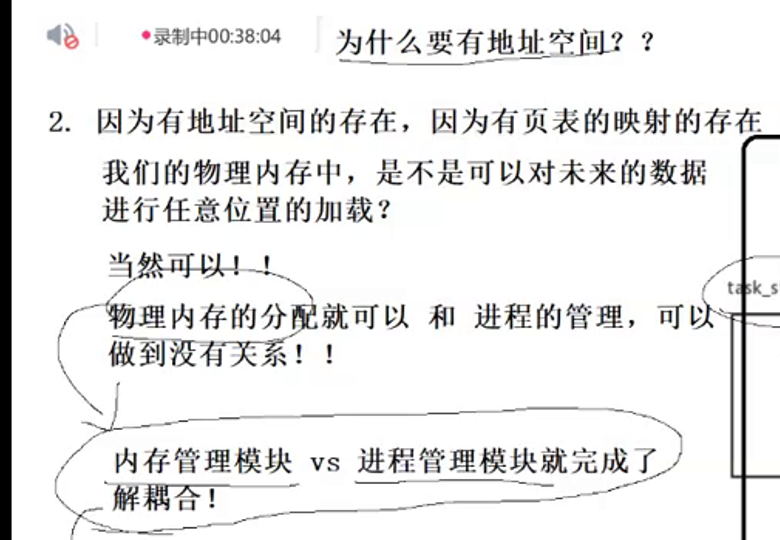 录制中00:38:04
为什么要有地址空间？？
2. 因为有地址空间的存在，因为有页表的映射的存在
我们的物理内存中，是不是可以对未来的数据
进行任意位置的加载？
当然可以！！
task_s
物理内存的分配就可以 和 进程的管理，可以
做到没有关系！！
内存管理模块 vs 进程管理模块就完成了
解耦合！